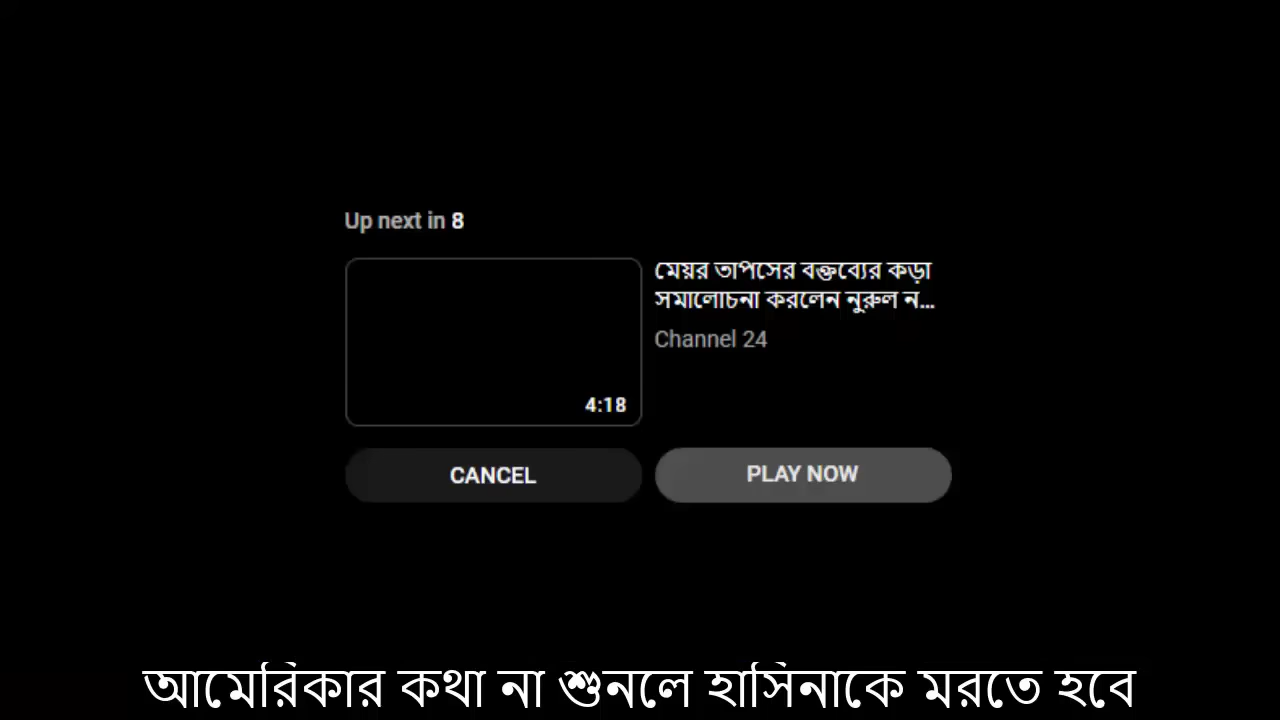 Up next in 8
মেয়র তাপসের বক্তব্যের কড়া
সমালোচনা করলেন নুরুল ন...
Channel 24
4:18
CANCEL
PLAY NOW
আমেরিকার কথা না শুনলে হাসিনাকে মরতে হবে